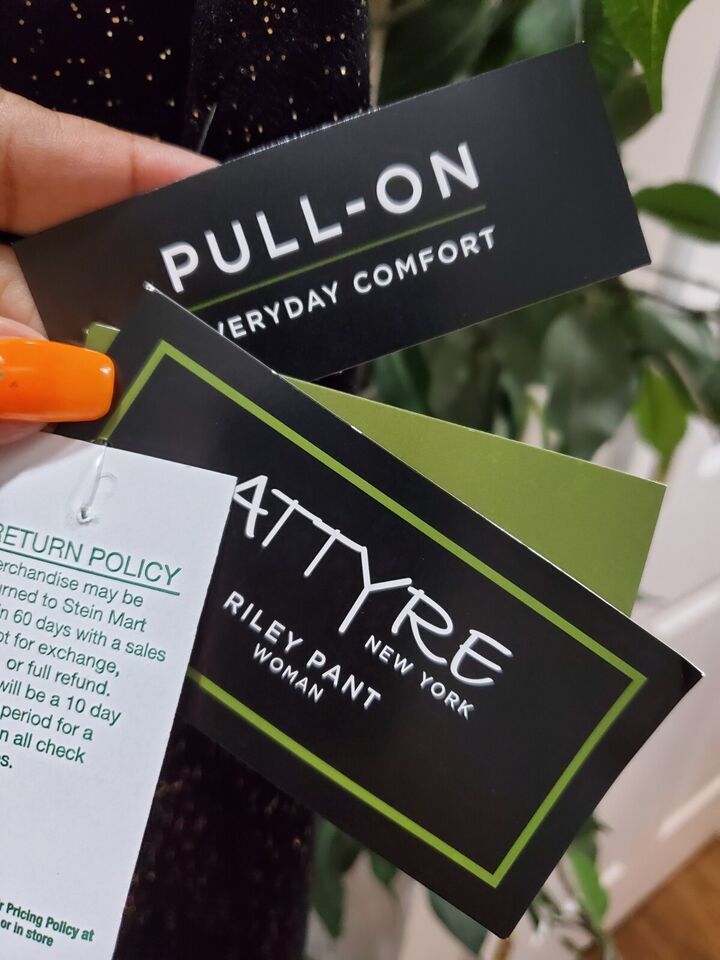 PULL-ON
EVERYDAY COMFORT
ATTYRE
NEW YORK
RILEY PANT
WOMAN
RETURN POLICY
erchandise may be
urned to Stein Mart
in 60 days with a sales
pt for exchange,
or full refund.
will be a 10 day
period for a
n all check
s.
r Pricing Policy at
or in store